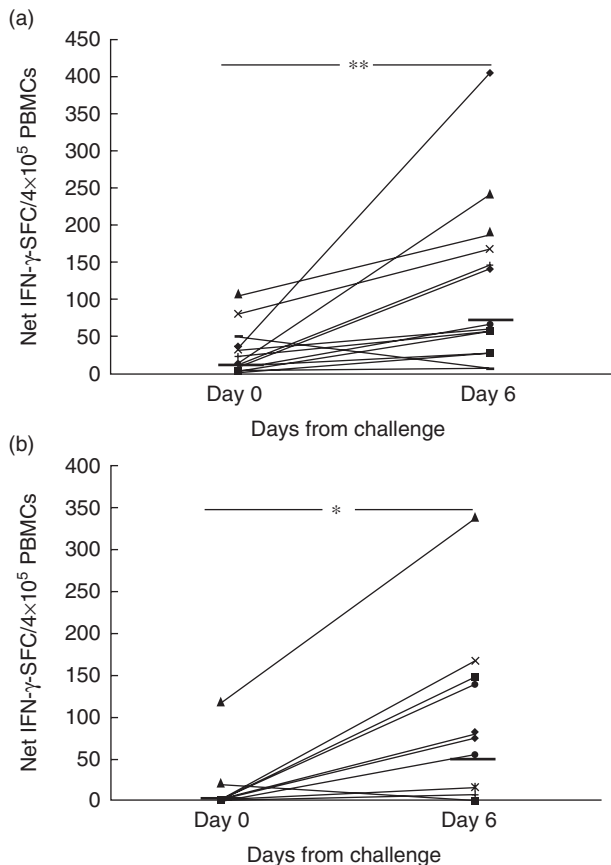 (a)
Net IFN-γ-SFC/4×10⁵ PBMCs
450
400
350
300
250
200
150
100
50
0
**
Day 0 Day 6
Days from challenge
(b)
Net IFN-γ-SFC/4×10⁵ PBMCs
400
350
300
250
200
150
100
50
0
*
Day 0 Day 6
Days from challenge